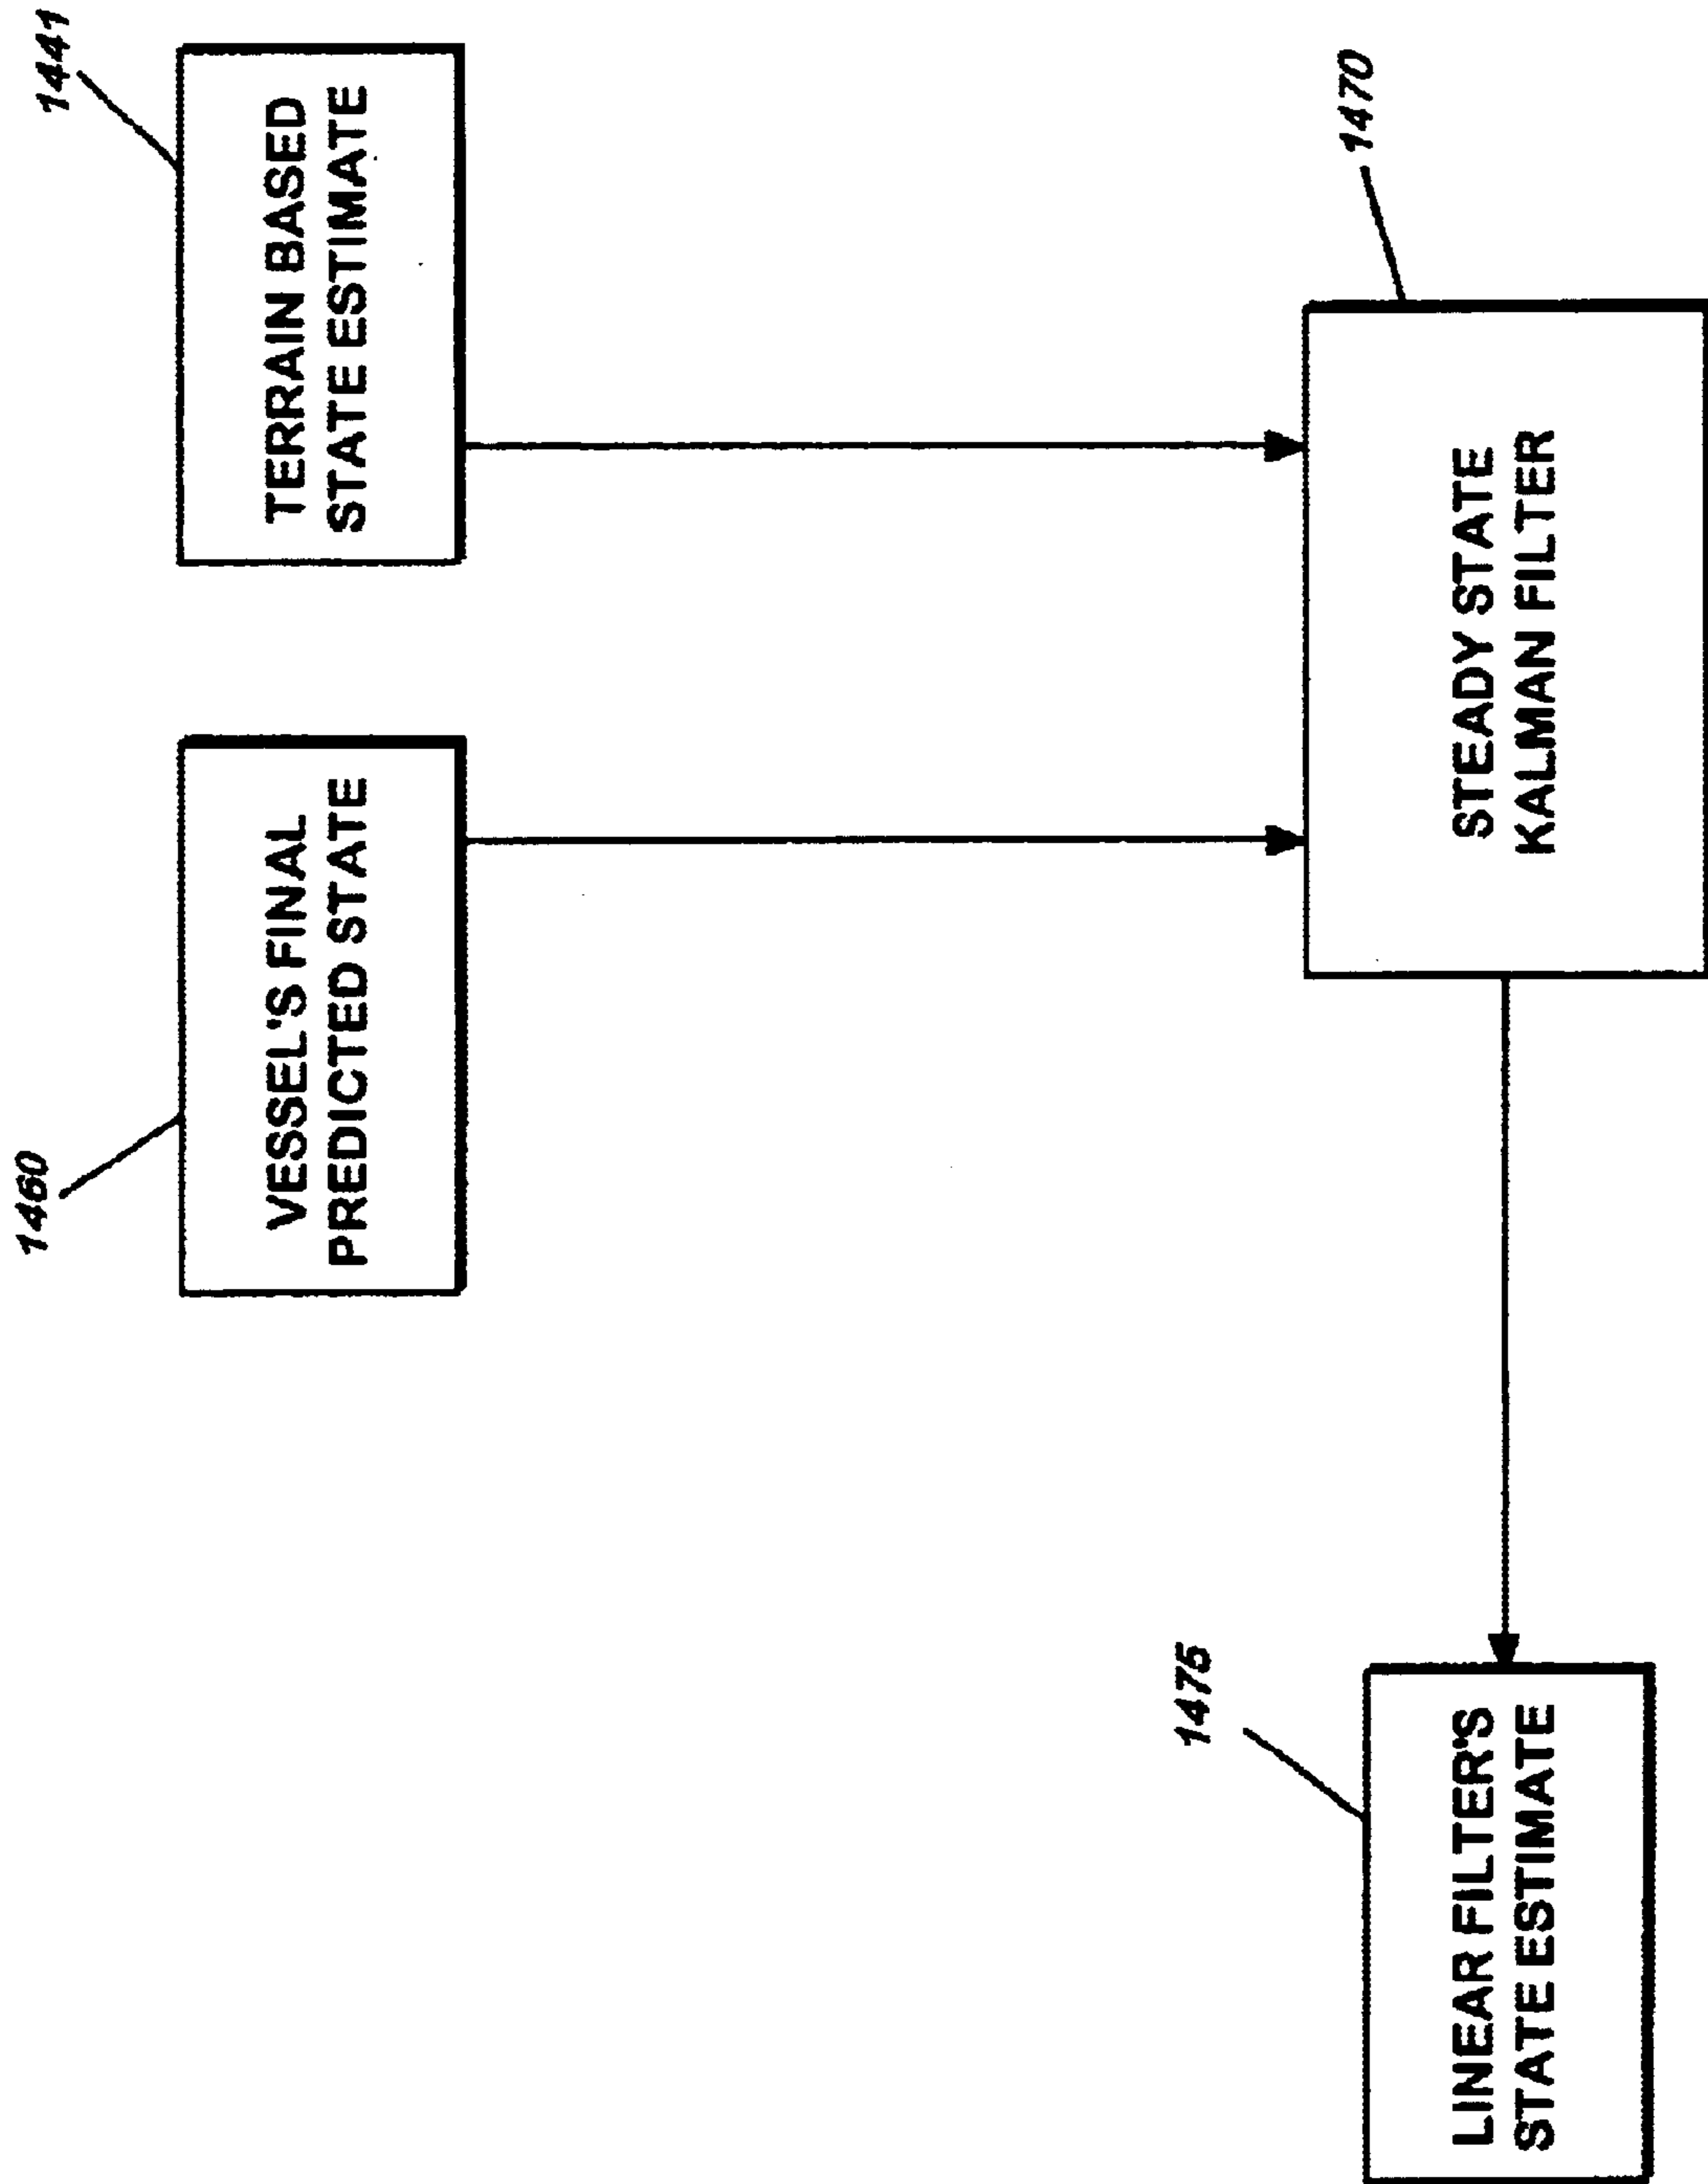 1460
VESSEL'S FINAL
PREDICTED STATE
1441
TERRAIN BASED
STATE ESTIMATE
1475
LINEAR FILTER'S
STATE ESTIMATE
1470
STEADY STATE
KALMAN FILTER